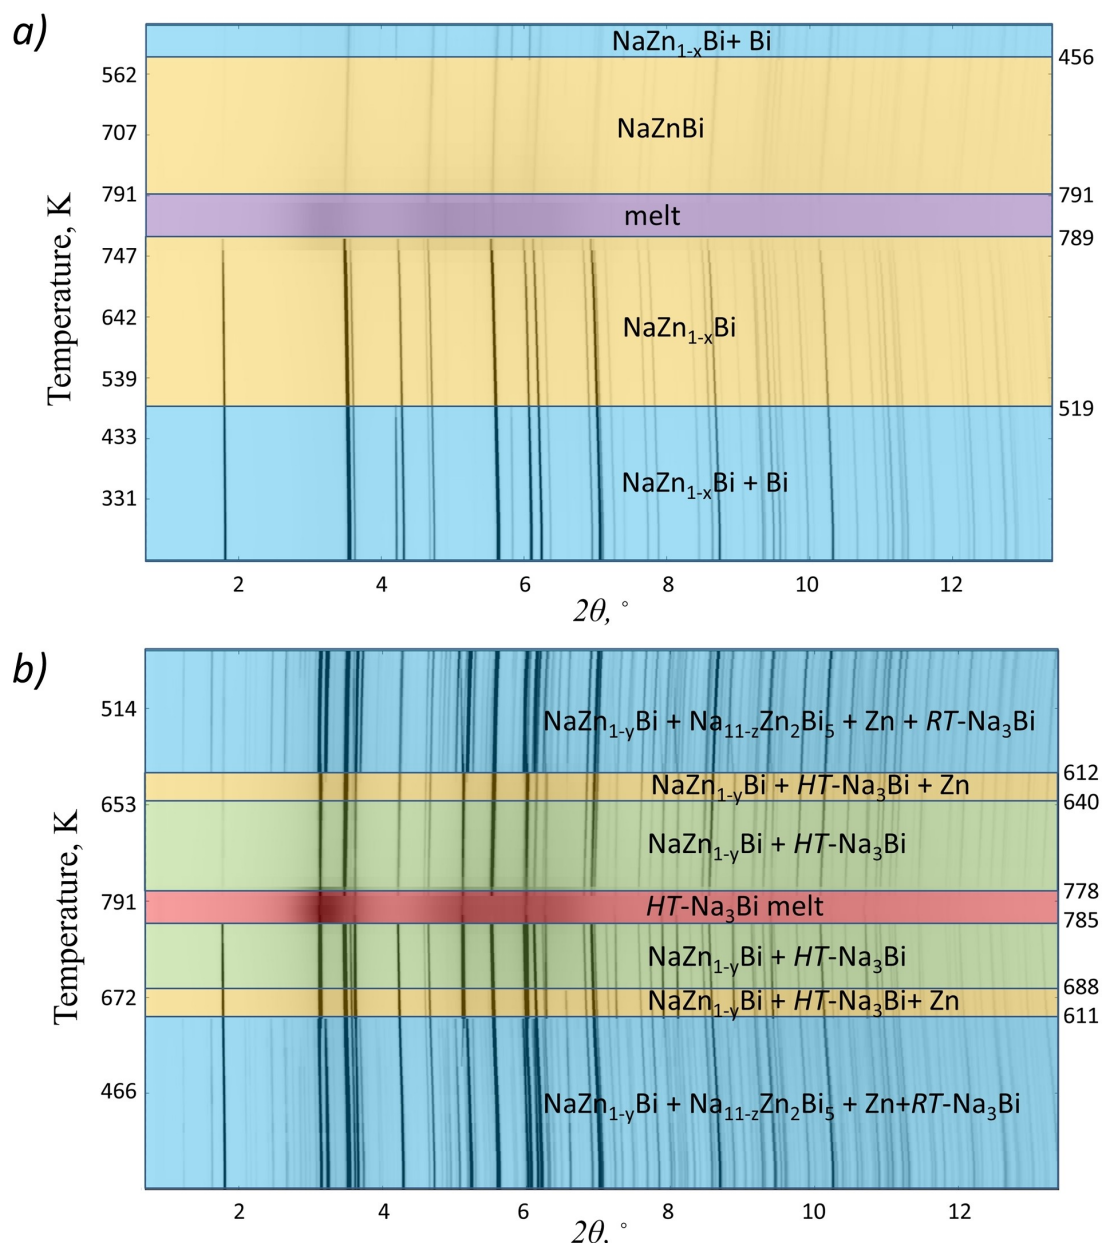 a)
NaZn₁₋ₓBi+ Bi
456
562
NaZnBi
707
791
791
melt
789
747
NaZn₁₋ₓBi
642
539
519
433
NaZn₁₋ₓBi + Bi
331
Temperature, K
2 4 6 8 10 12
2θ, °
b)
514
NaZn₁₋yBi + Na₁₁₋zZn₂Bi₅ + Zn + RT-Na₃Bi
612
NaZn₁₋yBi + HT-Na₃Bi + Zn
640
653
NaZn₁₋yBi + HT-Na₃Bi
778
791
HT-Na₃Bi melt
785
NaZn₁₋yBi + HT-Na₃Bi
688
672
NaZn₁₋yBi + HT-Na₃Bi+ Zn
611
466
NaZn₁₋yBi + Na₁₁₋zZn₂Bi₅ + Zn+RT-Na₃Bi
Temperature, K
2 4 6 8 10 12
2θ, °